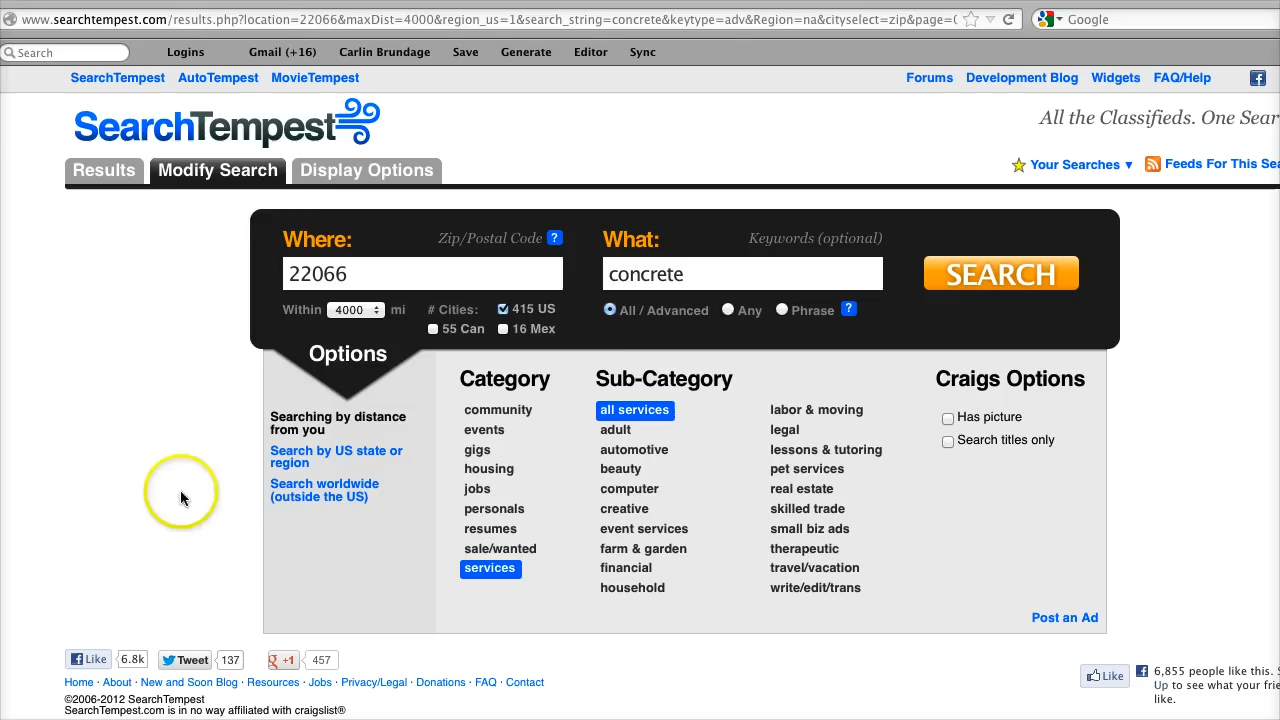 www.searchtempest.com/results.php?location=22066&maxDist=4000&region_us=1&search_string=concrete&keytype=adv&Region=na&cityselect=zip&page=
Google
Search
Logins Gmail (+16) Carlin Brundage Save Generate Editor Sync
SearchTempest AutoTempest MovieTempest Forums Development Blog Widgets FAQ/Help
SearchTempest
All the Classifieds. One Sear
Results Modify Search Display Options
Your Searches ▼ Feeds For This Sea
Where: Zip/Postal Code ? What: Keywords (optional)
22066 concrete SEARCH
Within 4000 mi # Cities: 415 US All / Advanced Any Phrase ?
55 Can 16 Mex
Options
Category Sub-Category Craigs Options
Searching by distance
from you
Search by US state or
region
Search worldwide
(outside the US)
community
events
gigs
housing
jobs
personals
resumes
sale/wanted
services
all services
adult
automotive
beauty
computer
creative
event services
farm & garden
financial
household
labor & moving
legal
lessons & tutoring
pet services
real estate
skilled trade
small biz ads
therapeutic
travel/vacation
write/edit/trans
Has picture
Search titles only
Post an Ad
Like 6.8k Tweet 137 +1 457
Home · About · New and Soon Blog · Resources · Jobs · Privacy/Legal · Donations · FAQ · Contact
©2006-2012 SearchTempest
SearchTempest.com is in no way affiliated with craigslist®
Like
6,855 people like this. S
Up to see what your frie
like.